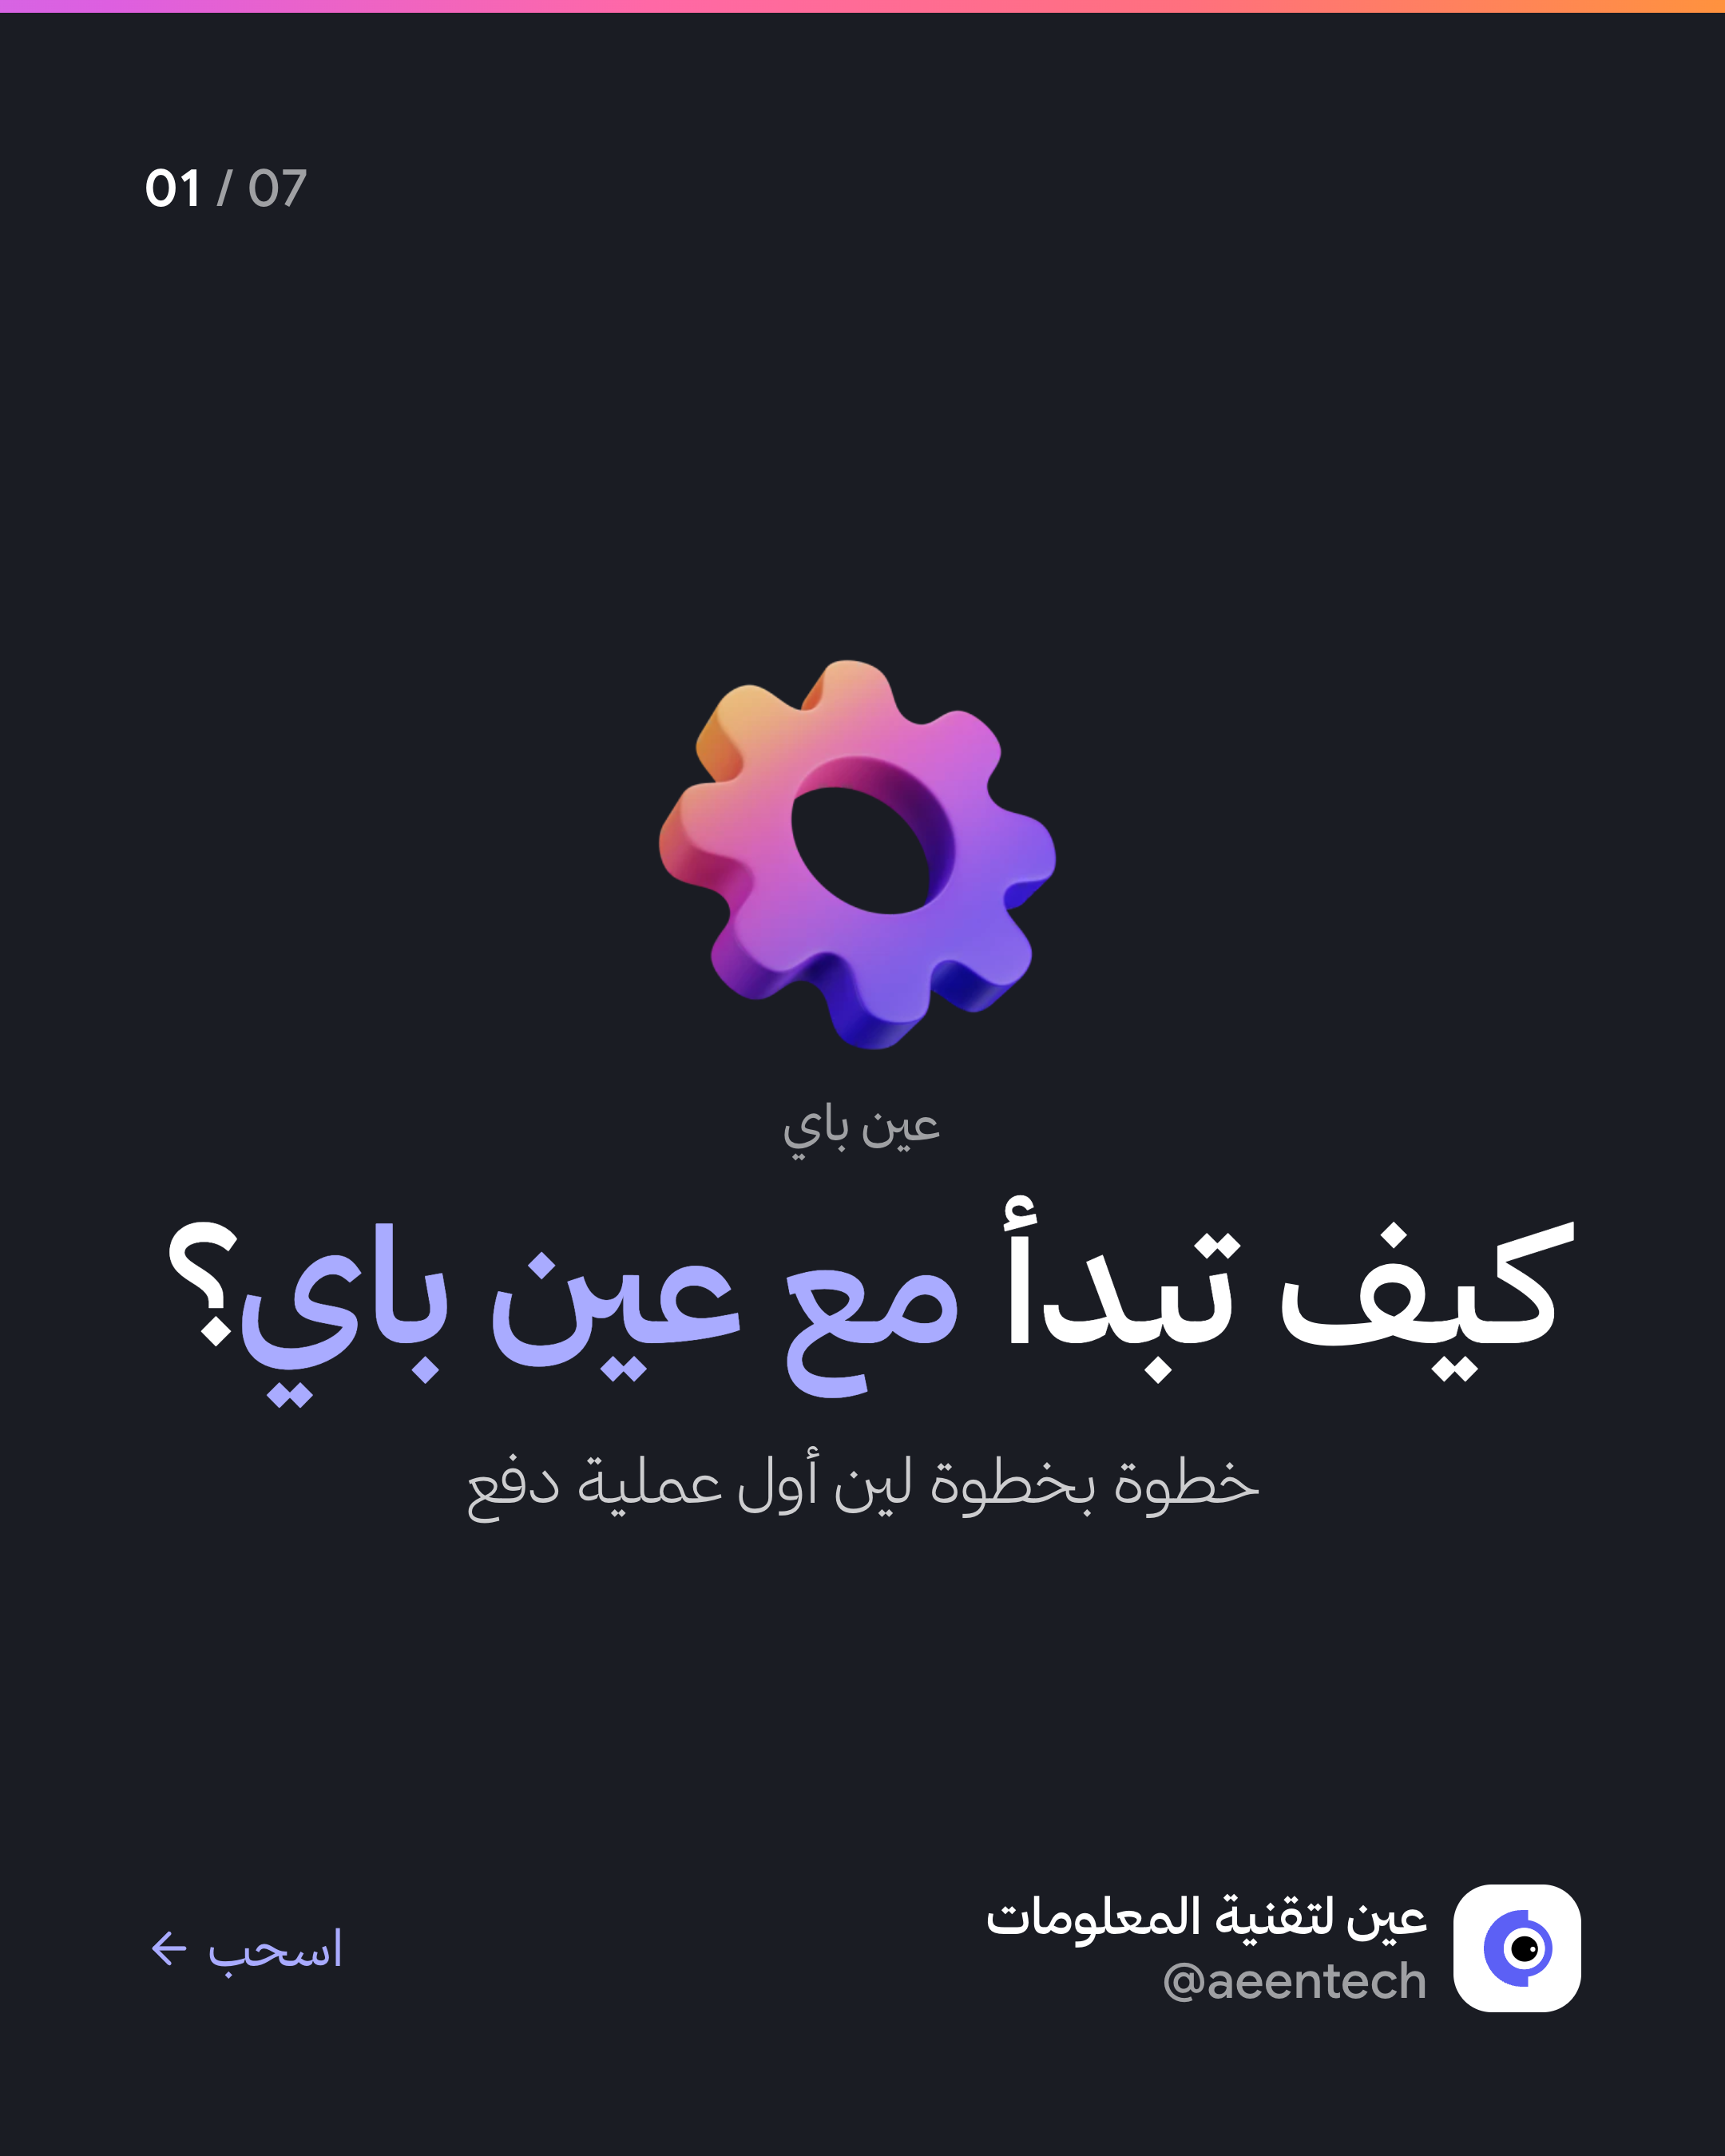 01 / 07
عين باي
كيف تبدأ مع عين باي؟
خطوة بخطوة لين أول عملية دفع
عين لتقنية المعلومات
@aeentech
اسحب ←